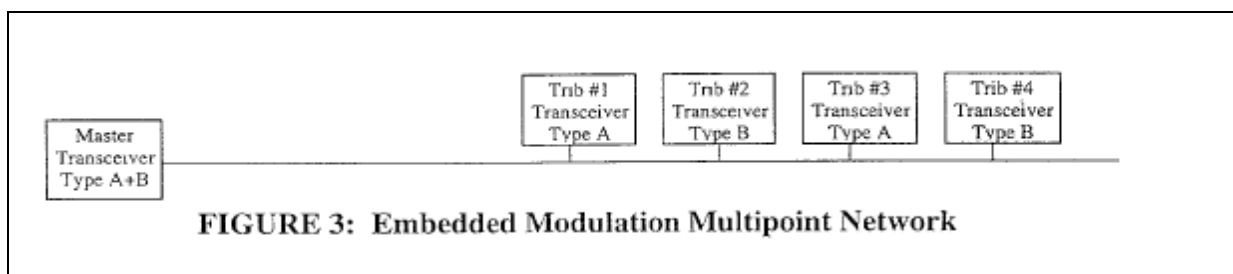 Trib #1
Transceiver
Type A
Trib #2
Transceiver
Type B
Trib #3
Transceiver
Type A
Trib #4
Transceiver
Type B
Master
Transceiver
Type A+B
FIGURE 3: Embedded Modulation Multipoint Network